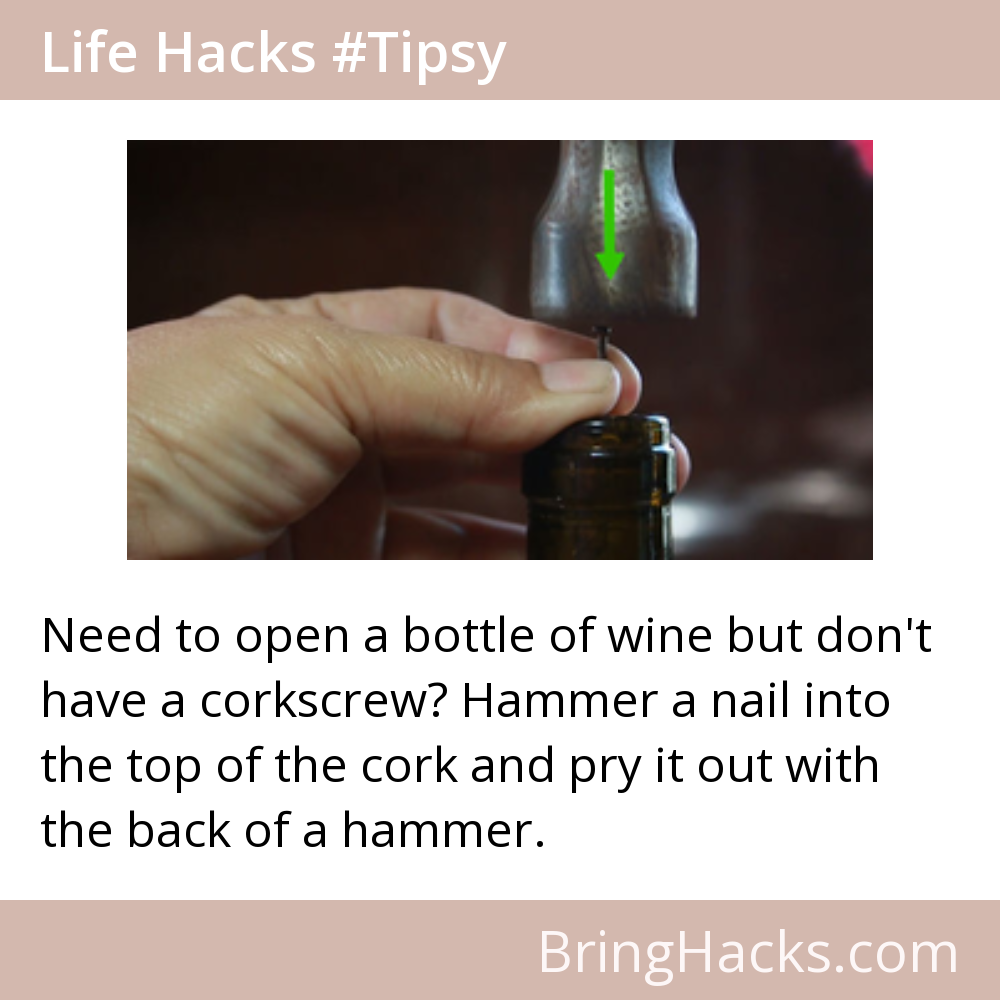 Life Hacks #Tipsy
Need to open a bottle of wine but don't
have a corkscrew? Hammer a nail into
the top of the cork and pry it out with
the back of a hammer.
BringHacks.com